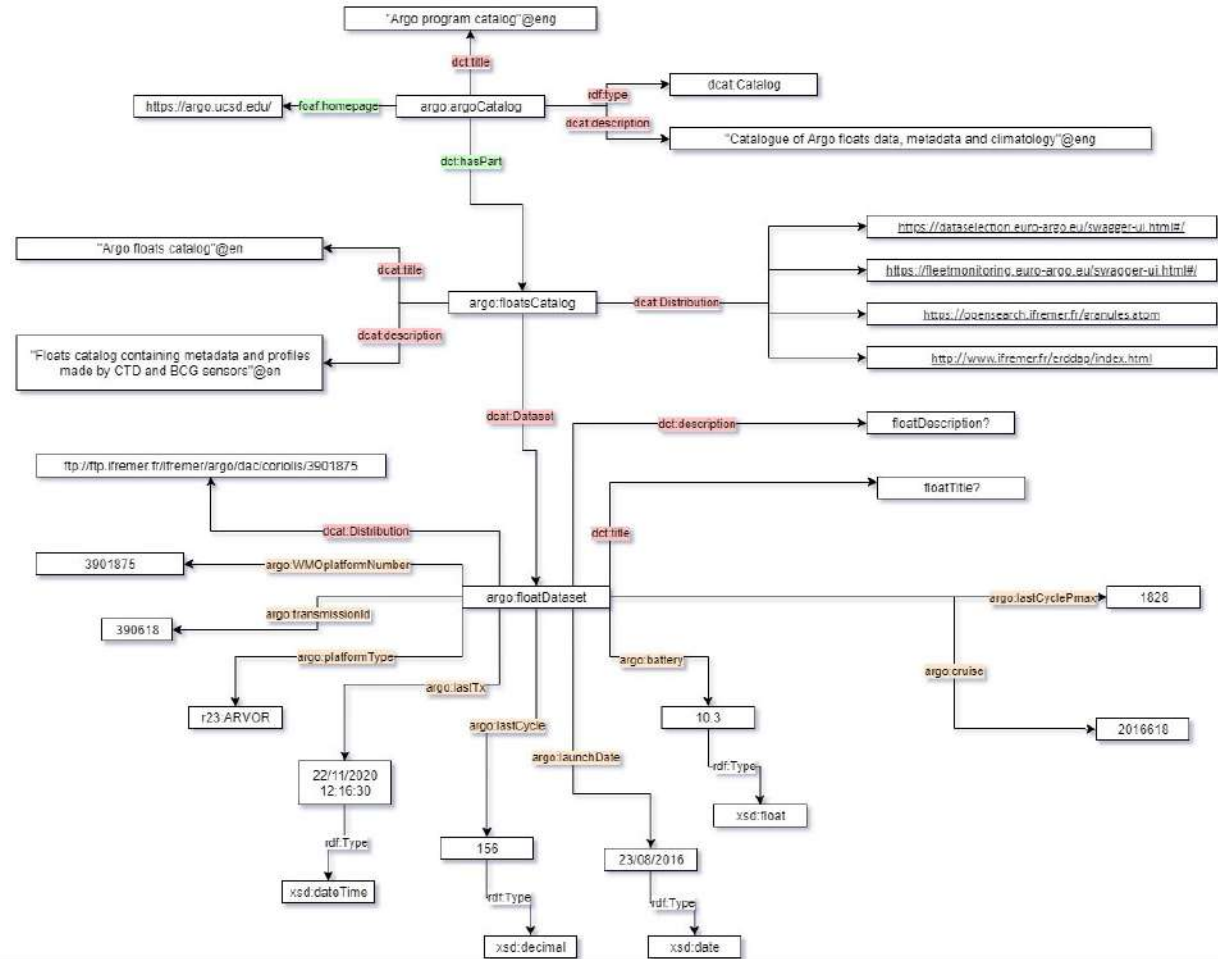 "Argo program catalog"@eng
dct:title
dcat:Catalog
rdf:type
https://argo.ucsd.edu/
foaf:homepage
argo:argoCatalog
dcat:description
"Catalogue of Argo floats data, metadata and climatology"@eng
dct:hasPart
https://dataselection.euro-argo.eu/swagger-ui.html#/
"Argo floats catalog"@en
dcat:title
https://fleetmonitoring.euro-argo.eu/swagger-ui.html#/
argo:floatsCatalog
dcat:Distribution
https://opensearch.ifremer.fr/granules.atom
dcat:description
"Floats catalog containing metadata and profiles
made by CTD and BCG sensors"@en
http://www.ifremer.fr/erddap/index.html
dcat:Dataset
dct:description
floatDescription?
ftp://ftp.ifremer.fr/ifremer/argo/dac/coriolis/3901875
floatTitle?
dcat:Distribution
dct:title
3901875
argo:WMOplatformNumber
argo:floatDataset
argo:lastCyclePmax
1828
argo:transmissionId
390618
argo:platformType
argo:battery
argo:cruise
argo:lastTx
r23:ARVOR
10.3
argo:lastCycle
2016618
argo:launchDate
22/11/2020
12:16:30
rdf:Type
xsd:float
rdf:Type
156
23/08/2016
xsd:dateTime
rdf:Type
rdf:Type
xsd:decimal
xsd:date